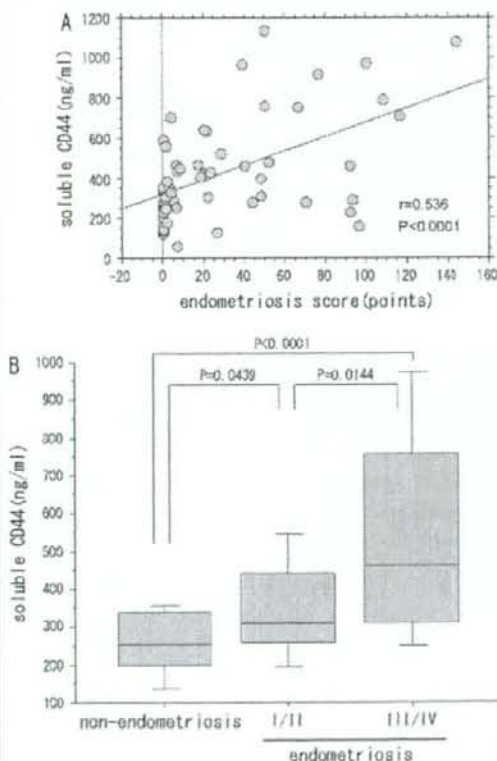 A
1200
1000
800
600
400
200
0
soluble CD44(ng/ml)
r=0.536
P<0.0001
-20 0 20 40 60 80 100 120 140 160
endometriosis score(points)
B
P<0.0001
P=0.0439 P=0.0144
1000
900
800
700
600
500
400
300
200
100
soluble CD44(ng/ml)
non-endometriosis I/II III/IV
endometriosis